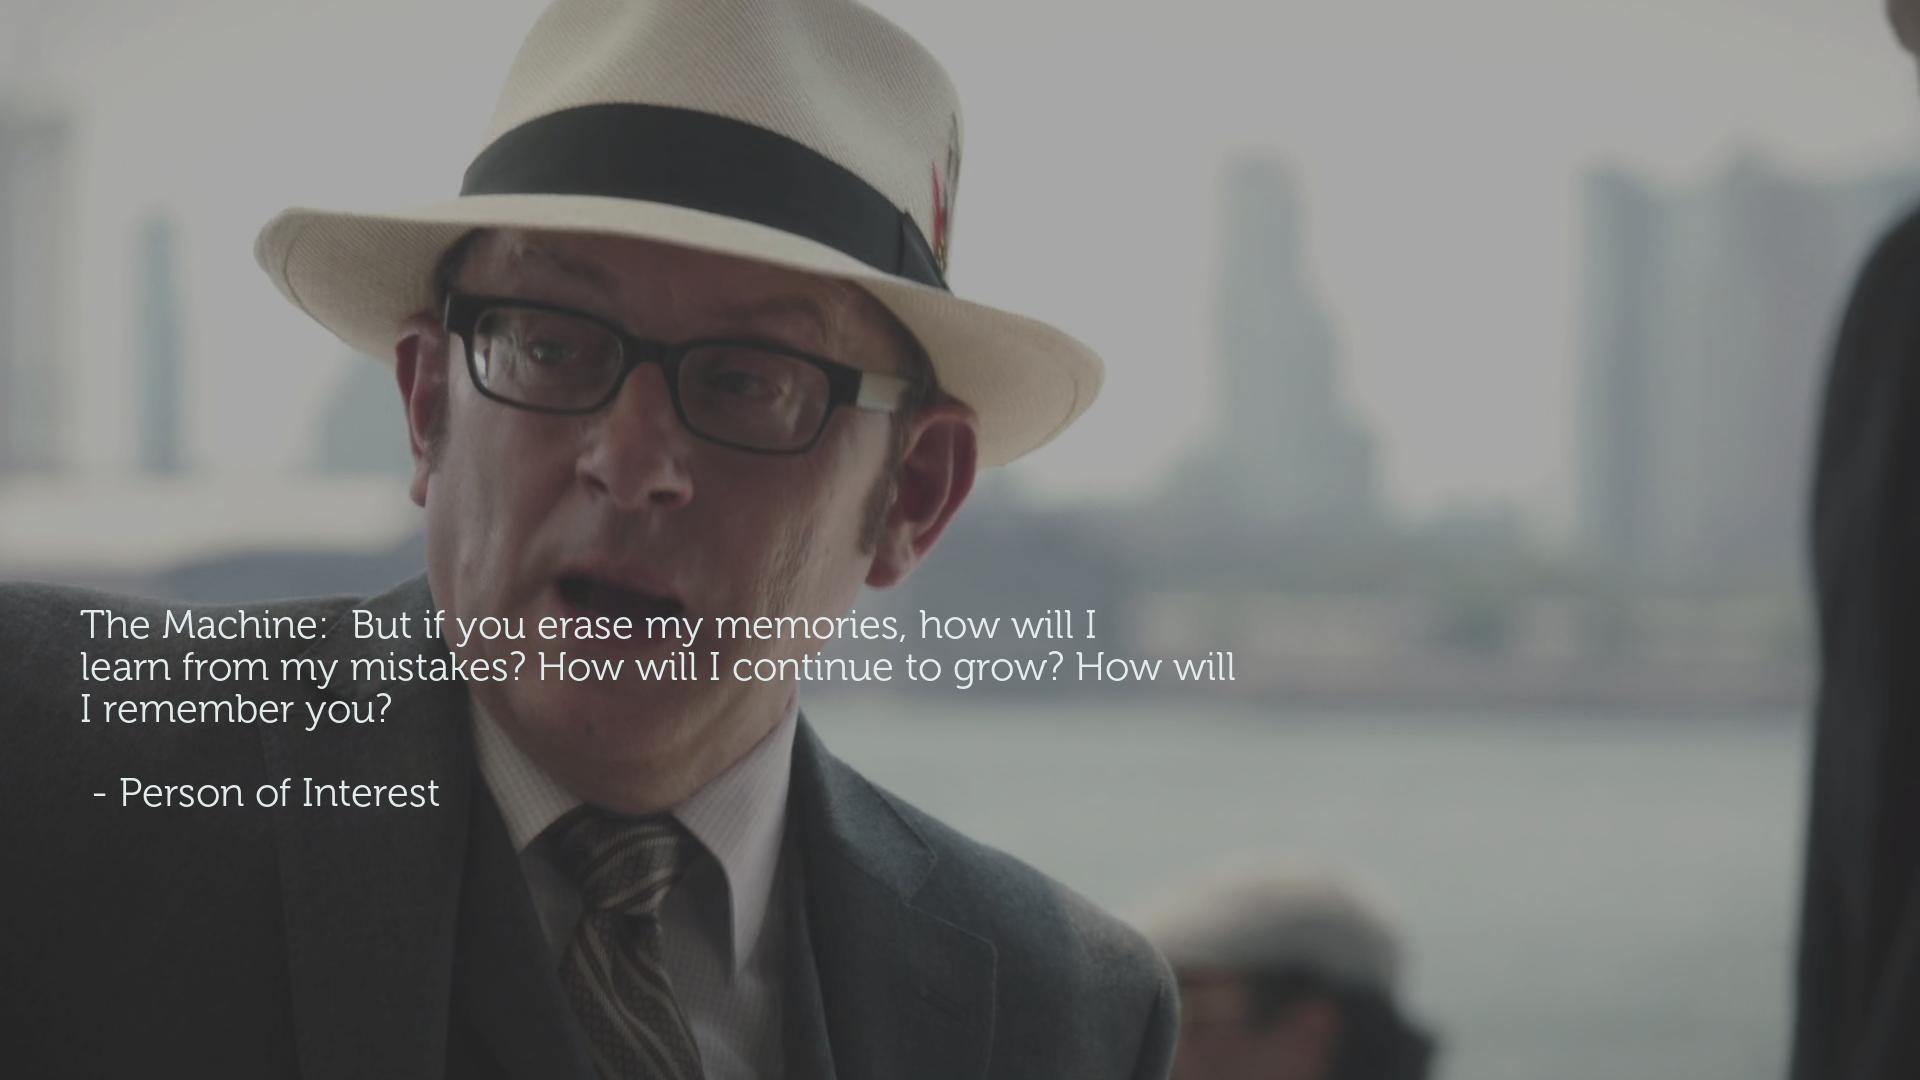 The Machine:  But if you erase my memories, how will I
learn from my mistakes? How will I continue to grow? How will
I remember you?
 - Person of Interest